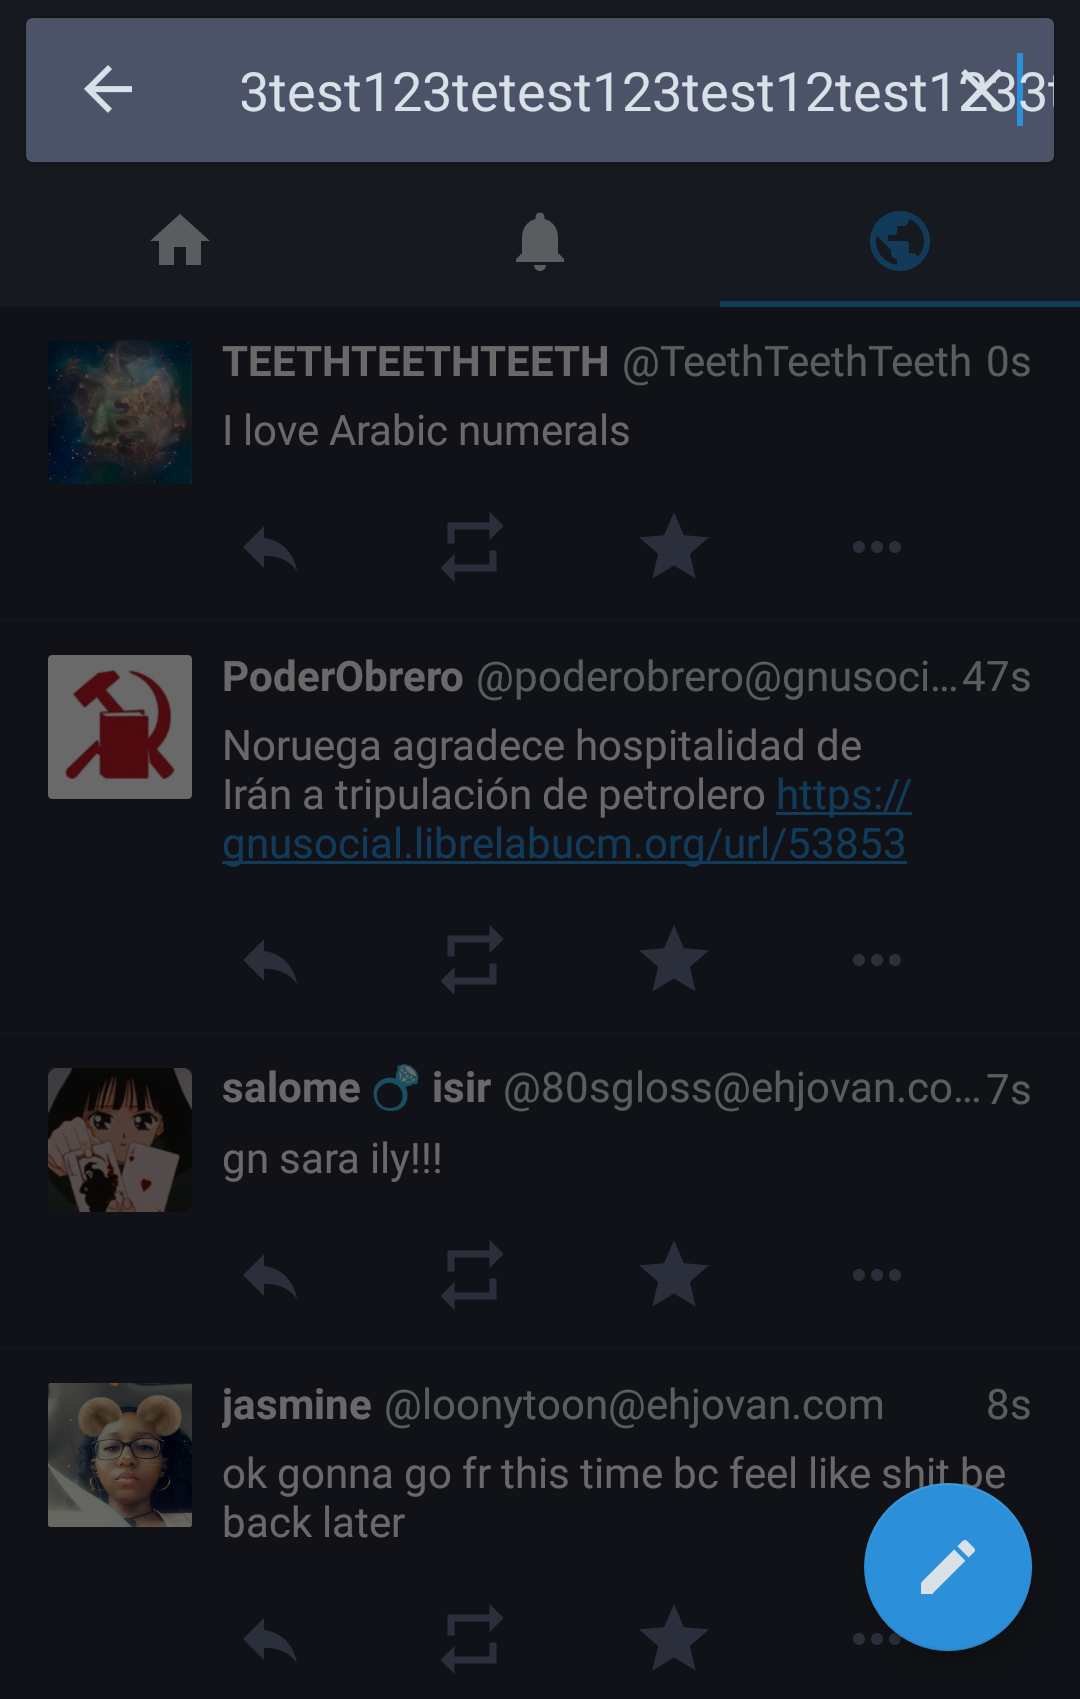 3test123tetest123test12test1233t
TEETHTEETHTEETH @TeethTeethTeeth 0s
I love Arabic numerals
PoderObrero @poderobrero@gnusoci... 47s
Noruega agradece hospitalidad de
Irán a tripulación de petrolero https://
gnusocial.librelabucm.org/url/53853
salome 💍 isir @80sgloss@ehjovan.co... 7s
gn sara ily!!!
jasmine @loonytoon@ehjovan.com 8s
ok gonna go fr this time bc feel like shit be
back later